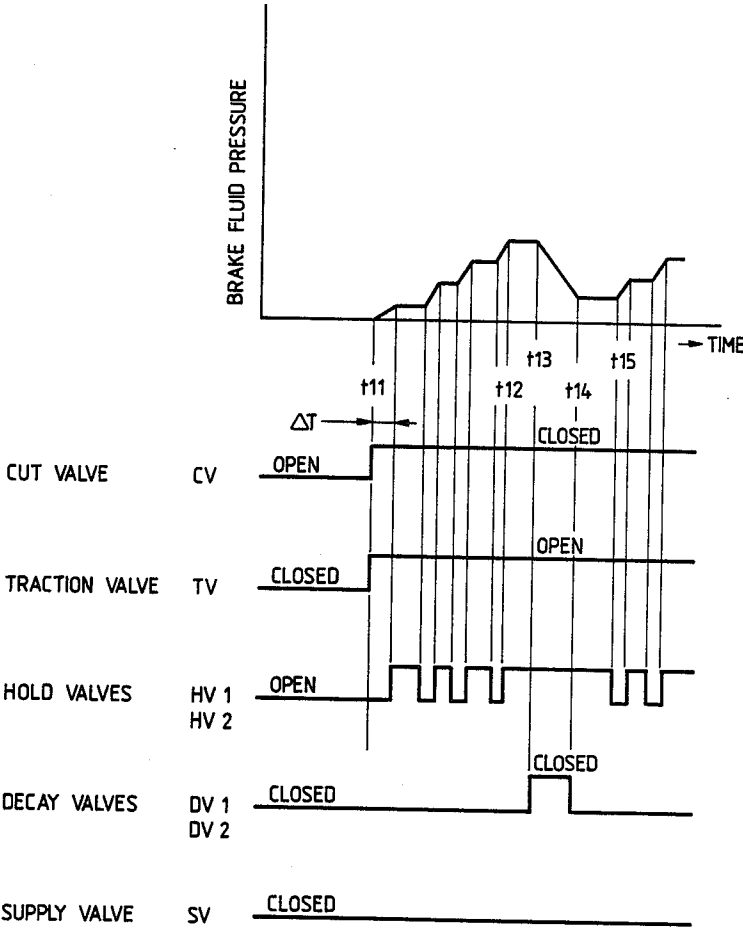 BRAKE FLUID PRESSURE
TIME
t13 t15
t11 t12 t14
ΔT
CLOSED
CUT VALVE CV OPEN
OPEN
TRACTION VALVE TV CLOSED
HOLD VALVES HV 1 OPEN
HV 2
CLOSED
DECAY VALVES DV 1 CLOSED
DV 2
SUPPLY VALVE SV CLOSED